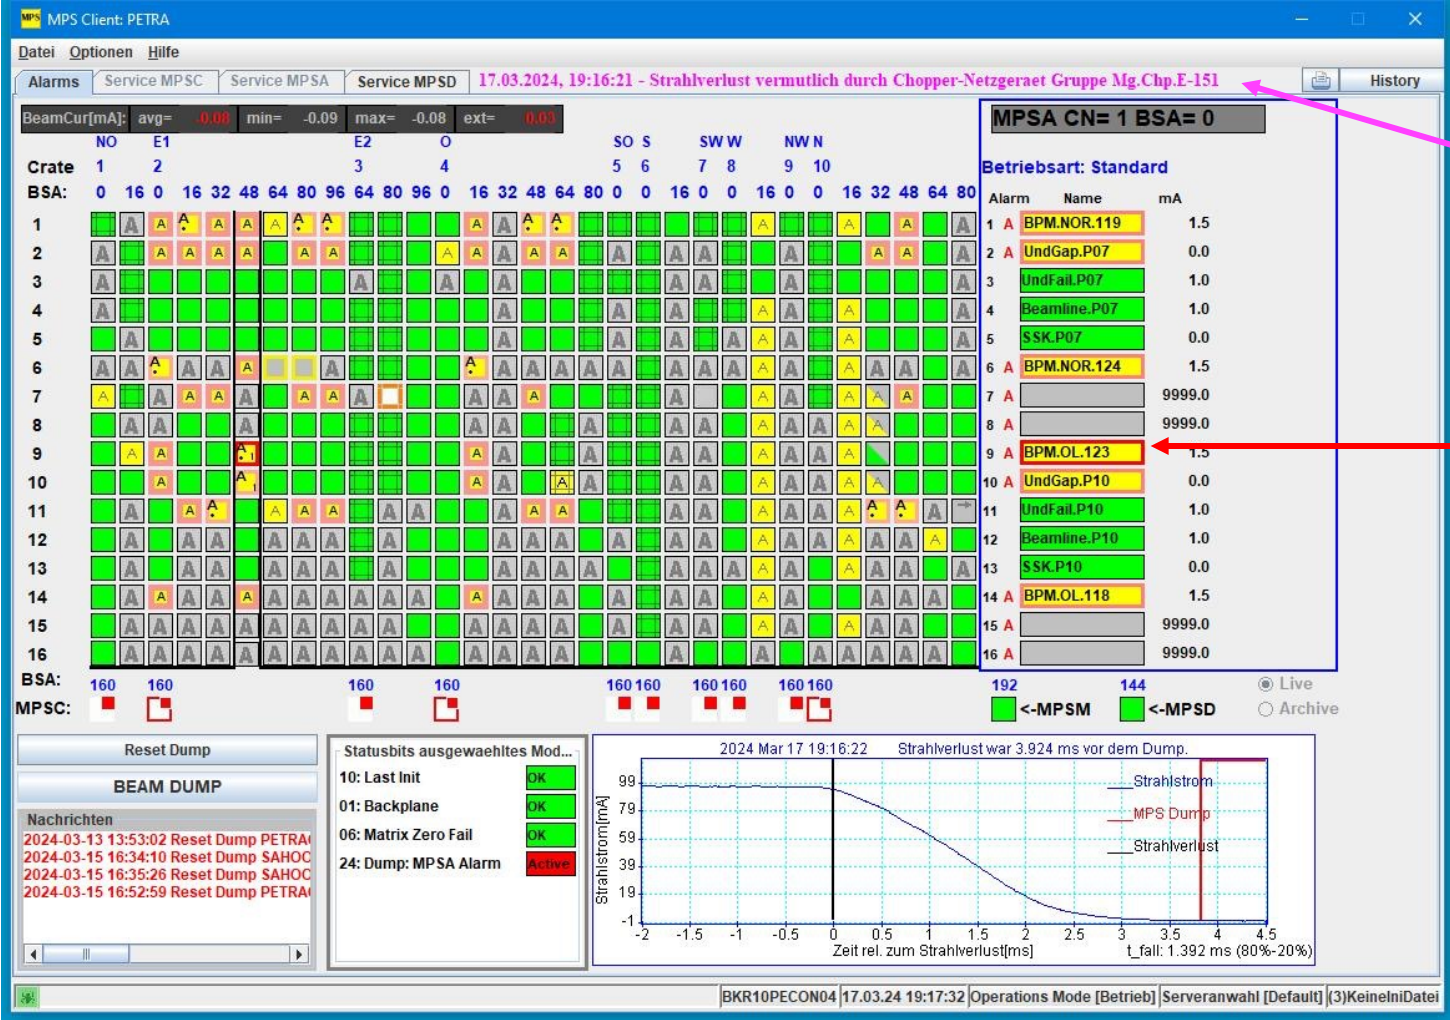 MPS MPS Client: PETRA
Datei Optionen Hilfe
Alarms Service MPSC Service MPSA Service MPSD 17.03.2024, 19:16:21 - Strahlverlust vermutlich durch Chopper-Netzgeraet Gruppe Mg.Chp.E-151 History
BeamCur[mA]: avg= -0.08 min= -0.09 max= -0.08 ext= 0.03
NO E1 E2 O SO S SW W NW N
Crate 1 2 3 4 5 6 7 8 9 10
BSA: 0 16 0 16 32 48 64 80 96 64 80 96 0 16 32 48 64 80 0 0 16 0 0 16 0 0 16 32 48 64 80
1
2
3
4
5
6
7
8
9
10
11
12
13
14
15
16
BSA: 160 160 160 160 160 160 160 160 160 160
MPSC:
MPSA CN= 1 BSA= 0
Betriebsart: Standard
Alarm Name mA
1 A BPM.NOR.119 1.5
2 A UndGap.P07 0.0
3 UndFail.P07 1.0
4 Beamline.P07 1.0
5 SSK.P07 0.0
6 A BPM.NOR.124 1.5
7 A 9999.0
8 A 9999.0
9 A BPM.OL.123 1.5
10 A UndGap.P10 0.0
11 UndFail.P10 1.0
12 Beamline.P10 1.0
13 SSK.P10 0.0
14 A BPM.OL.118 1.5
15 A 9999.0
16 A 9999.0
192 144 Live
<-MPSM <-MPSD Archive
Reset Dump
BEAM DUMP
Nachrichten
2024-03-13 13:53:02 Reset Dump PETRA
2024-03-15 16:34:10 Reset Dump SAHOC
2024-03-15 16:35:26 Reset Dump SAHOC
2024-03-15 16:52:59 Reset Dump PETRA
Statusbits ausgewaehltes Mod...
10: Last Init OK
01: Backplane OK
06: Matrix Zero Fail OK
24: Dump: MPSA Alarm Active
2024 Mar 17 19:16:22 Strahlverlust war 3.924 ms vor dem Dump.
Strahlstrom[mA]
99
79
59
39
19
-1
Strahlstrom
MPS Dump
Strahlverlust
-2 -1.5 -1 -0.5 0 0.5 1 1.5 2 2.5 3 3.5 4 4.5
Zeit rel. zum Strahlverlust[ms] t_fall: 1.392 ms (80%-20%)
BKR10PECON04 17.03.24 19:17:32 Operations Mode [Betrieb] Serveranwahl [Default] (3)KeineIniDatei